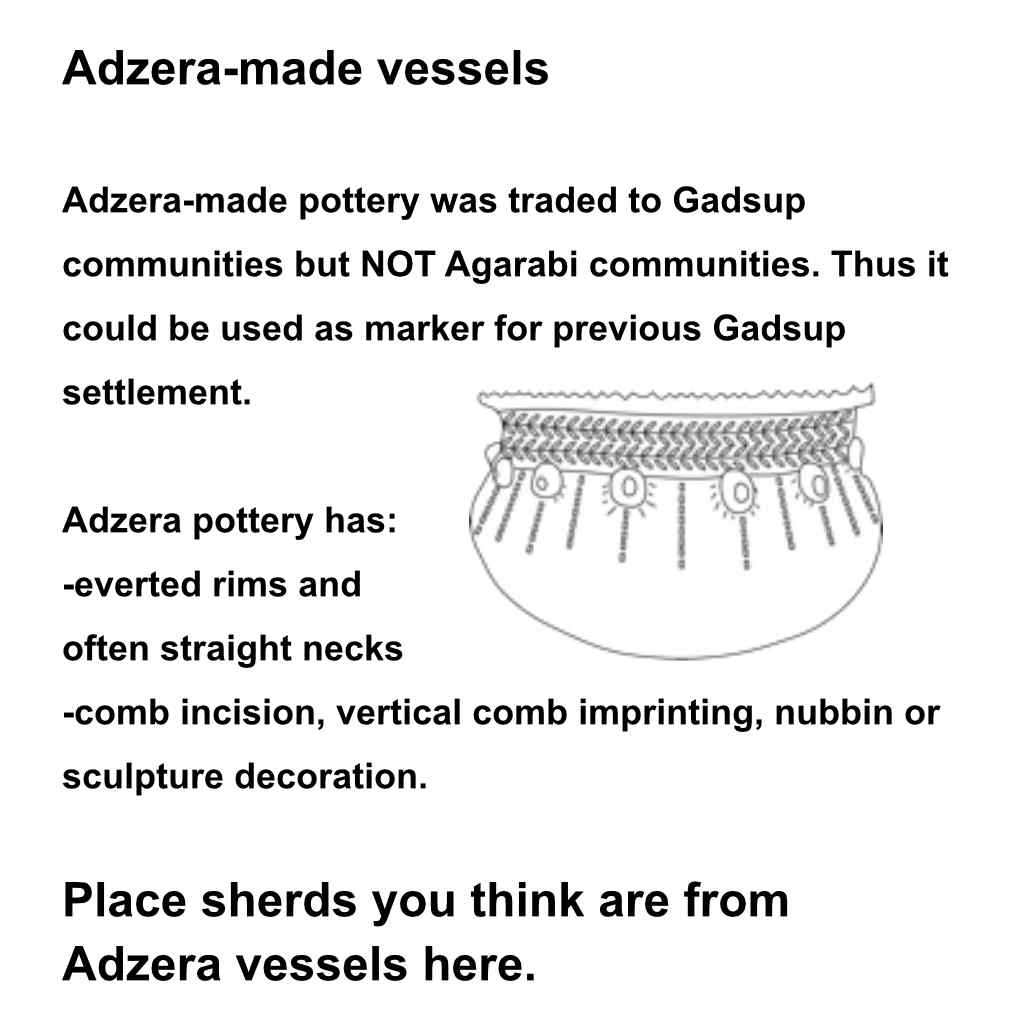 Adzera-made vessels
Adzera-made pottery was traded to Gadsup
communities but NOT Agarabi communities. Thus it
could be used as marker for previous Gadsup
settlement.
Adzera pottery has:
-everted rims and
often straight necks
-comb incision, vertical comb imprinting, nubbin or
sculpture decoration.
Place sherds you think are from
Adzera vessels here.